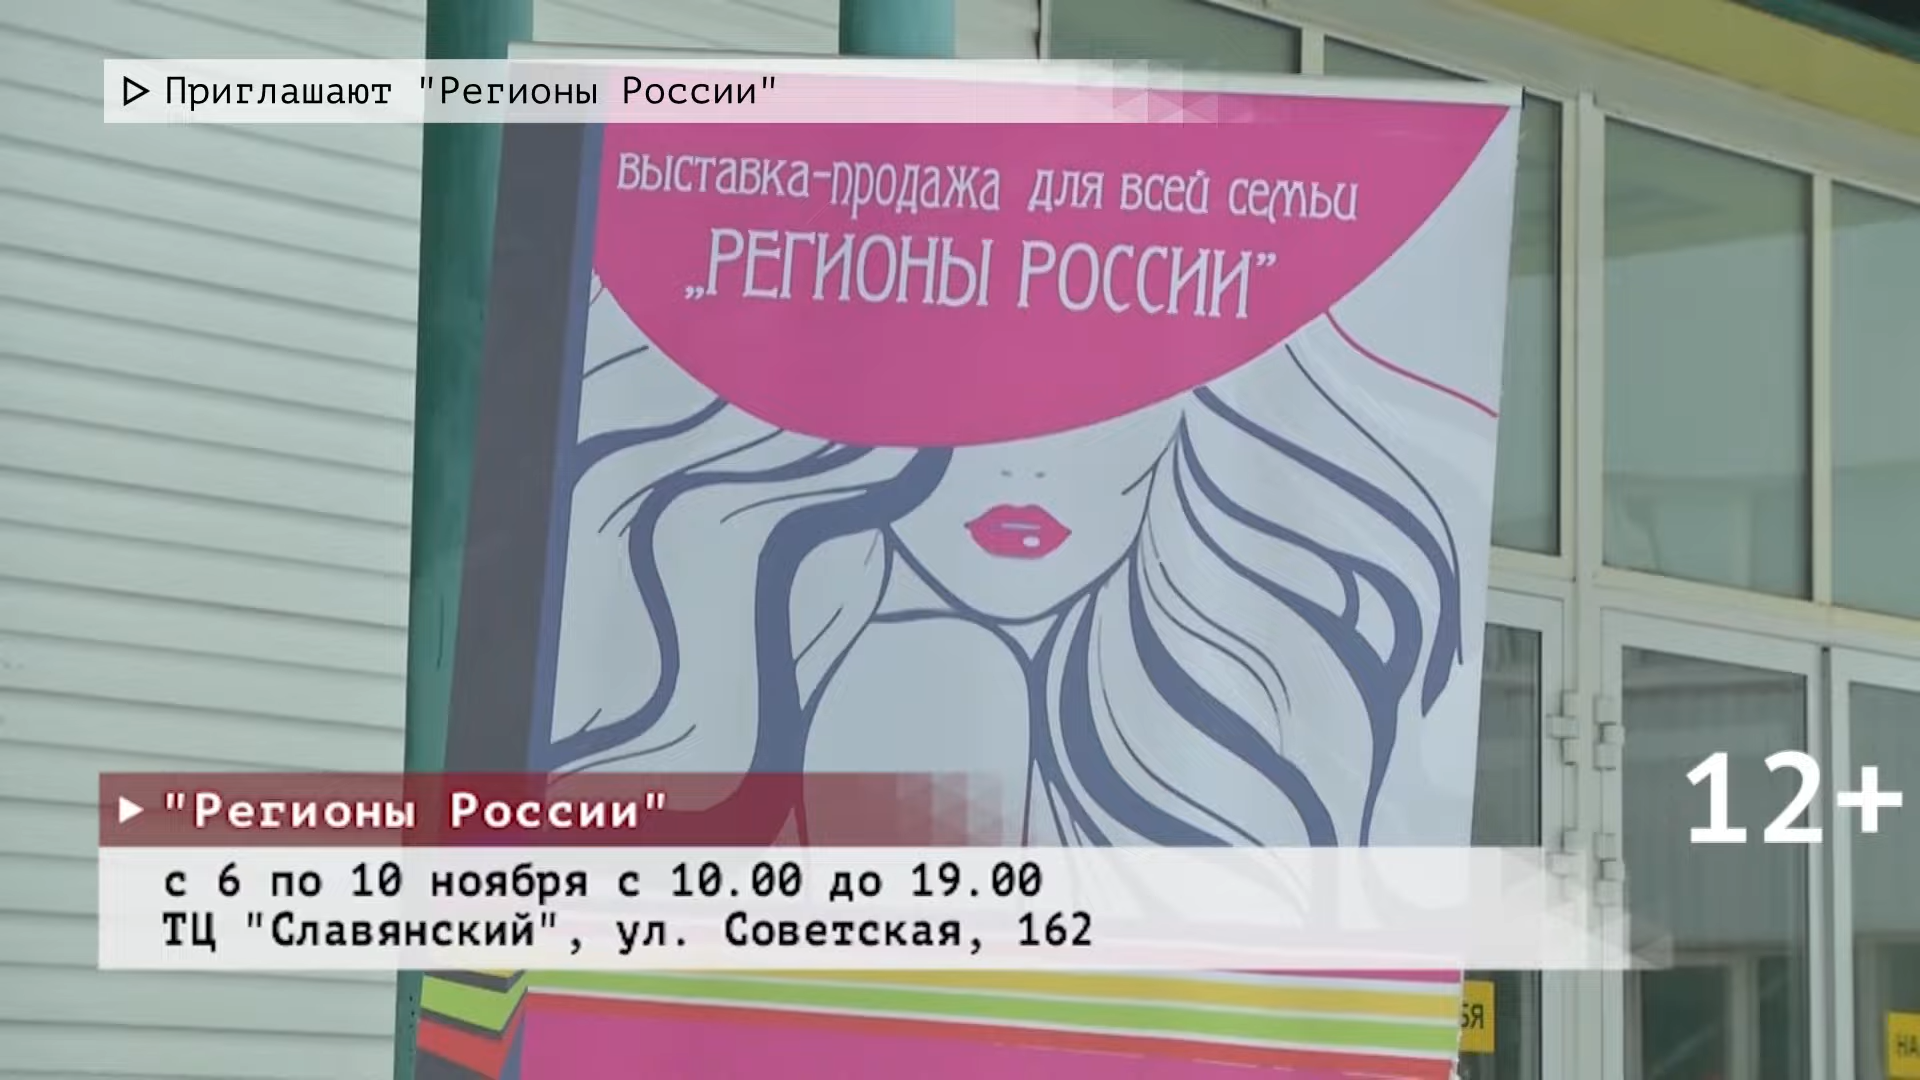 Приглашают "Регионы России"
выставка-продажа для всей семьи
„РЕГИОНЫ РОССИИ”
12+
"Регионы России"
с 6 по 10 ноября с 10.00 до 19.00
ТЦ "Славянский", ул. Советская, 162